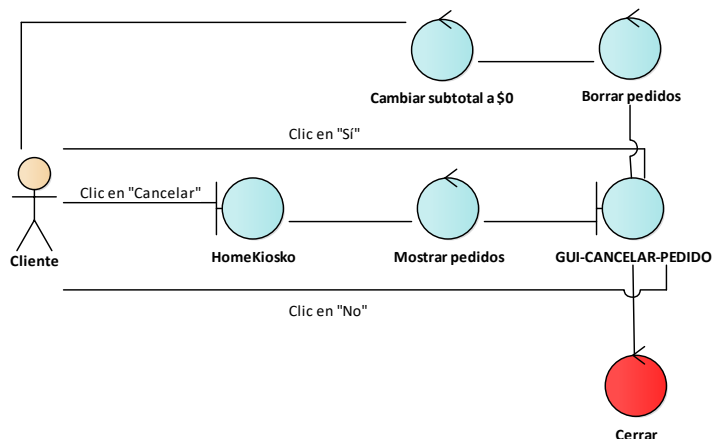 Cambiar subtotal a $0
Borrar pedidos
Clic en "Sí"
Clic en "Cancelar"
Cliente
HomeKiosko
Mostrar pedidos
GUI-CANCELAR-PEDIDO
Clic en "No"
Cerrar